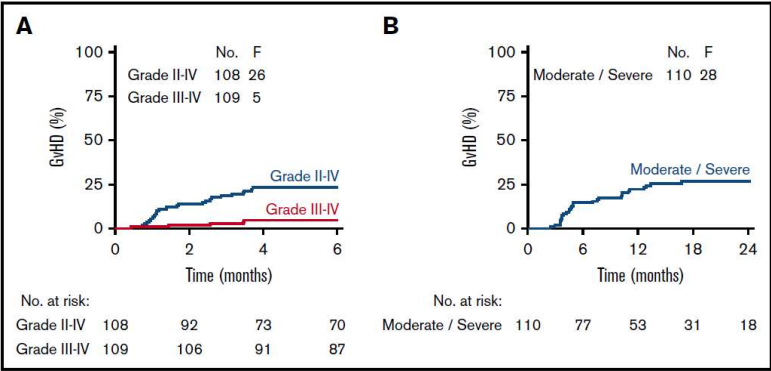 A
No. F
Grade II-IV 108 26
Grade III-IV 109 5
100
75
50
25
0
GvHD (%)
Grade II-IV
Grade III-IV
0 2 4 6
Time (months)
No. at risk:
Grade II-IV 108 92 73 70
Grade III-IV 109 106 91 87
B
No. F
Moderate / Severe 110 28
100
75
50
25
0
GvHD (%)
Moderate / Severe
0 6 12 18 24
Time (months)
No. at risk:
Moderate / Severe 110 77 53 31 18